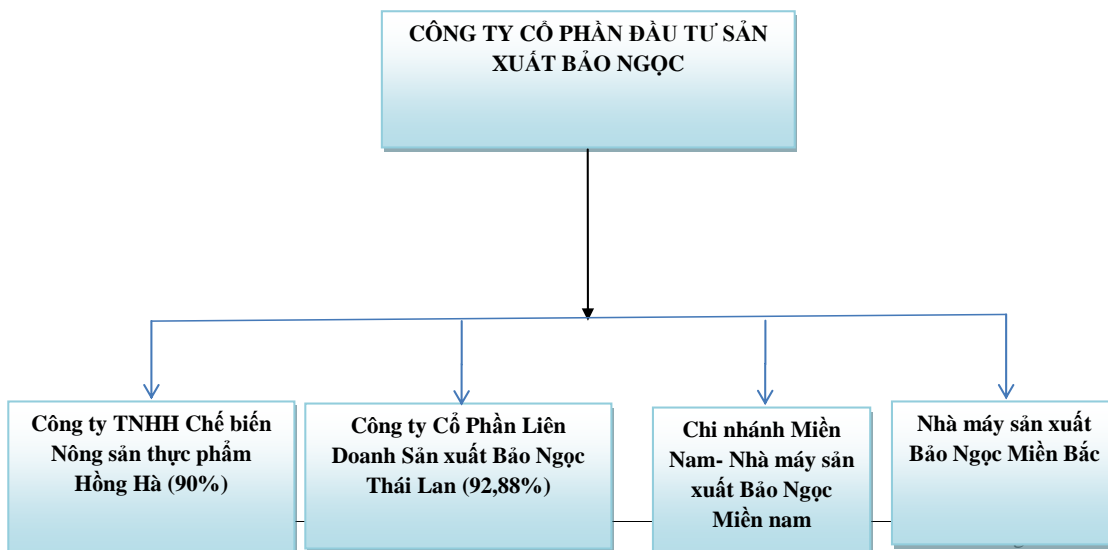 CÔNG TY CỔ PHẦN ĐẦU TƯ SẢN
XUẤT BẢO NGỌC
Công ty TNHH Chế biến
Nông sản thực phẩm
Hồng Hà (90%)
Công ty Cổ Phần Liên
Doanh Sản xuất Bảo Ngọc
Thái Lan (92,88%)
Chi nhánh Miền
Nam- Nhà máy sản
xuất Bảo Ngọc
Miền nam
Nhà máy sản xuất
Bảo Ngọc Miền Bắc